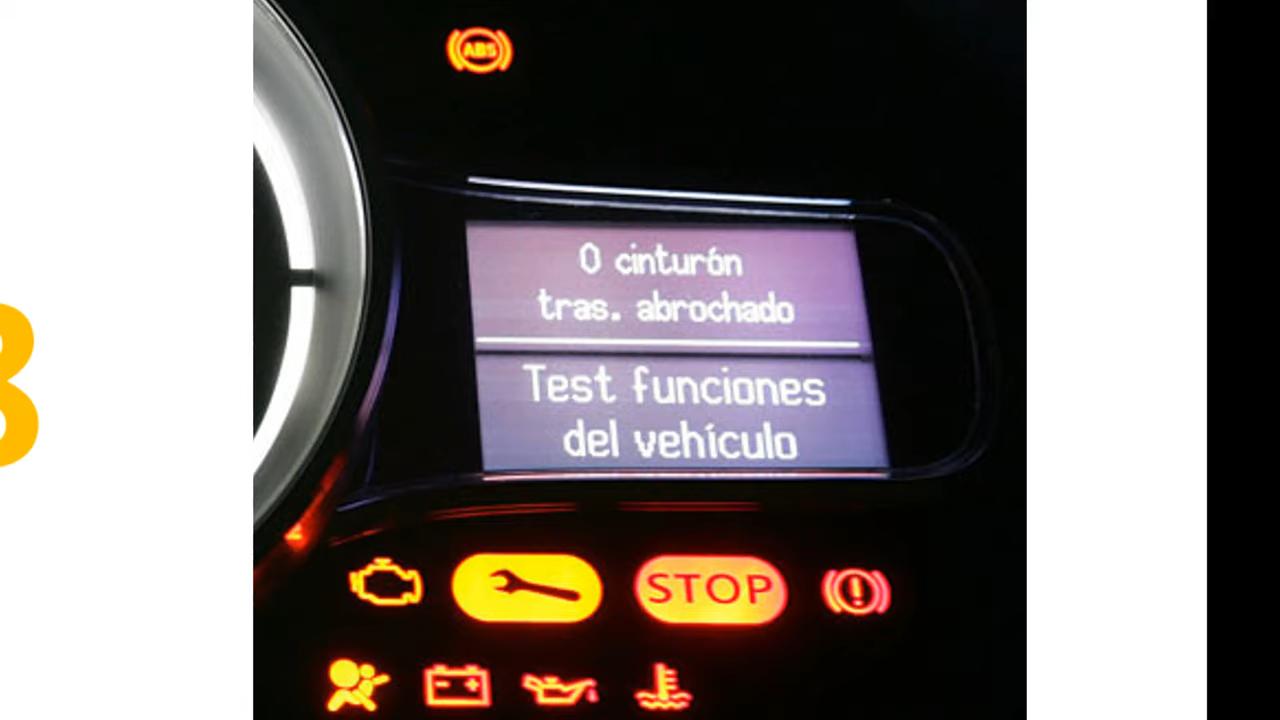 ABS
0 cinturón
tras. abrochado
Test funciones
del vehículo
STOP